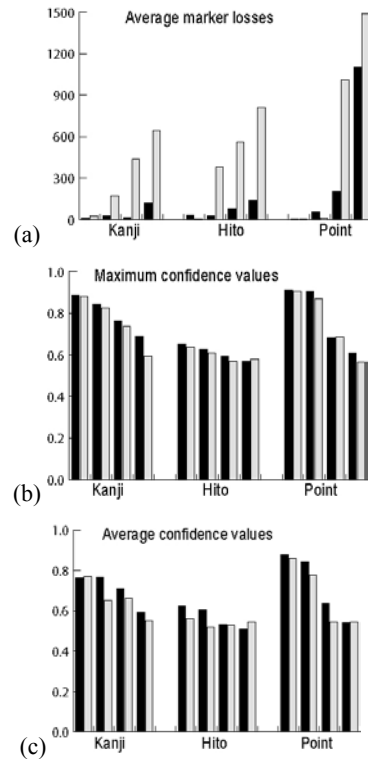 Average marker losses
1500
1200
900
600
300
0
Kanji Hito Point
(a)
Maximum confidence values
1.0
0.8
0.6
0.4
0.2
0.0
Kanji Hito Point
(b)
Average confidence values
1.0
0.8
0.6
0.4
0.2
0.0
Kanji Hito Point
(c)